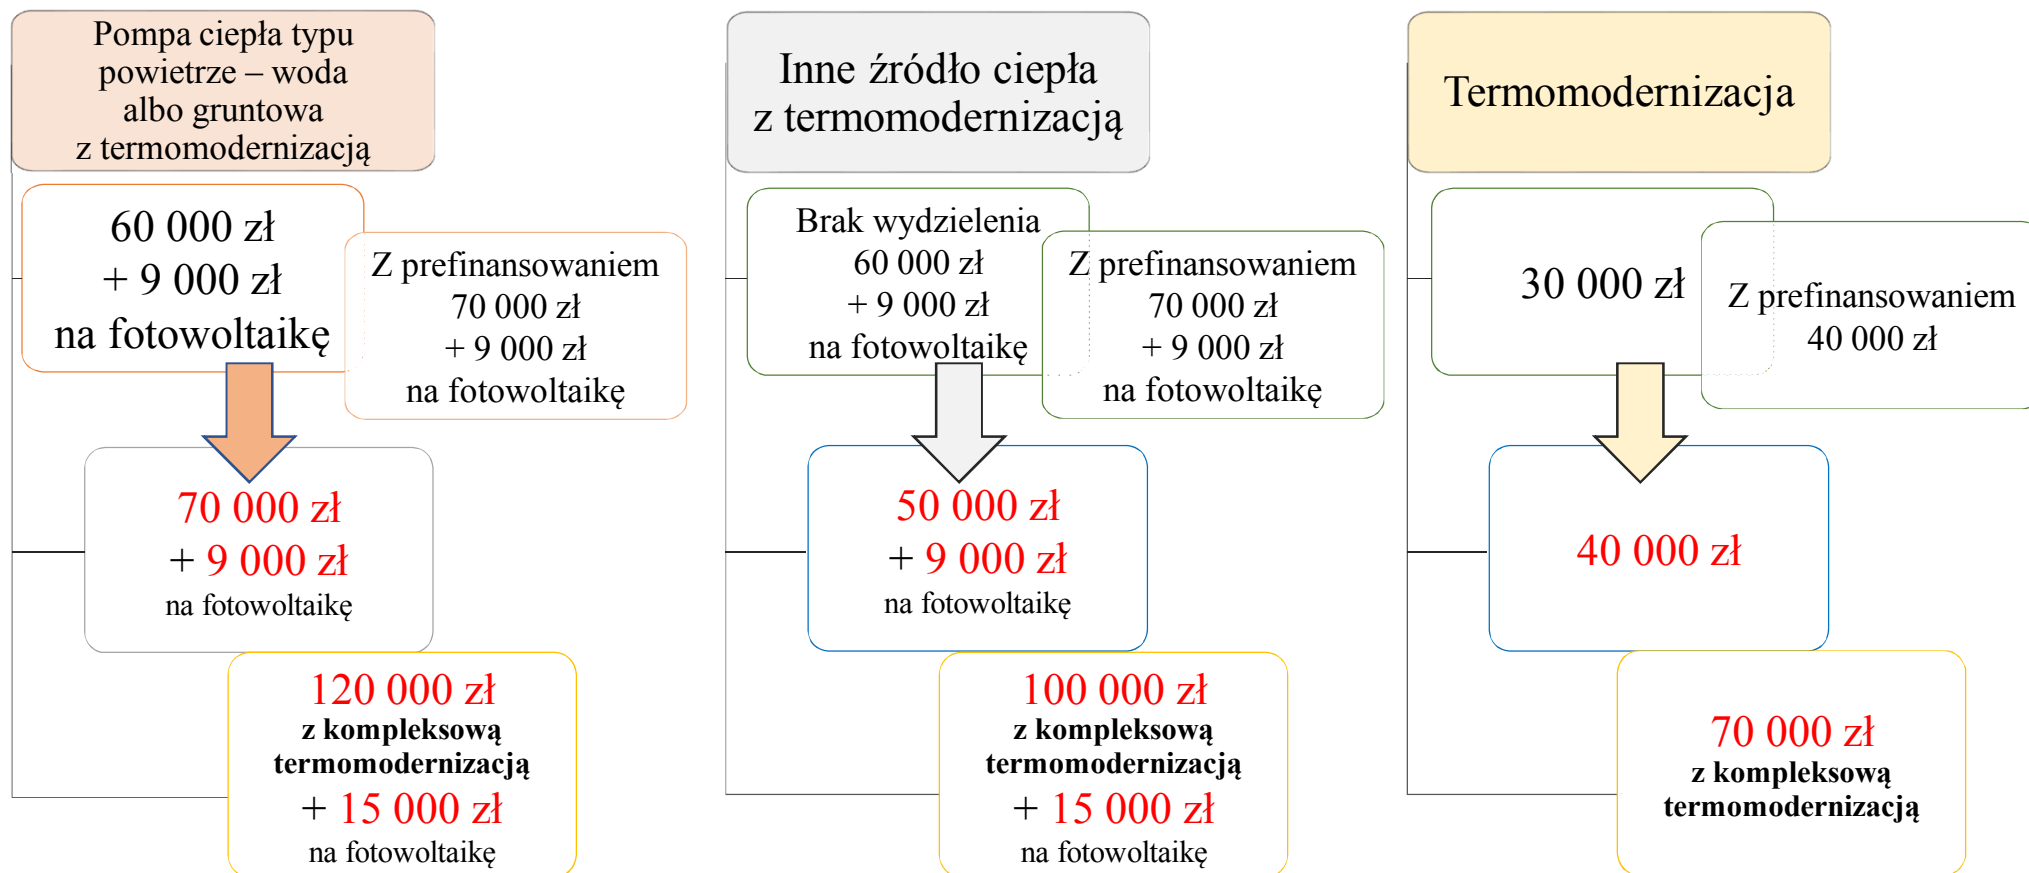 Pompa ciepła typu
powietrze – woda
albo gruntowa
z termomodernizacją
60 000 zł
+ 9 000 zł
na fotowoltaikę
Z prefinansowaniem
70 000 zł
+ 9 000 zł
na fotowoltaikę
70 000 zł
+ 9 000 zł
na fotowoltaikę
120 000 zł
z kompleksową
termomodernizacją
+ 15 000 zł
na fotowoltaikę
Inne źródło ciepła
z termomodernizacją
Brak wydzielenia
60 000 zł
+ 9 000 zł
na fotowoltaikę
Z prefinansowaniem
70 000 zł
+ 9 000 zł
na fotowoltaikę
50 000 zł
+ 9 000 zł
na fotowoltaikę
100 000 zł
z kompleksową
termomodernizacją
+ 15 000 zł
na fotowoltaikę
Termomodernizacja
30 000 zł
Z prefinansowaniem
40 000 zł
40 000 zł
70 000 zł
z kompleksową
termomodernizacją